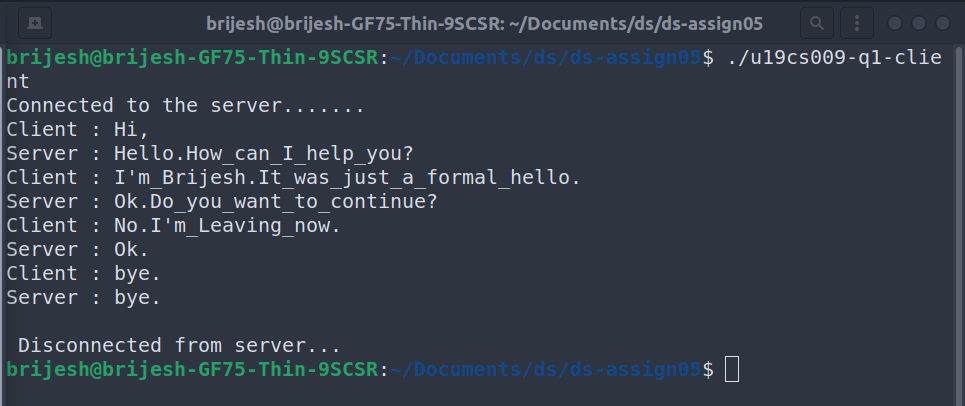 brijesh@brijesh-GF75-Thin-9SCSR: ~/Documents/ds/ds-assign05
brijesh@brijesh-GF75-Thin-9SCSR:~/Documents/ds/ds-assign05$ ./u19cs009-q1-clie
nt
Connected to the server.......
Client : Hi,
Server : Hello.How_can_I_help_you?
Client : I'm_Brijesh.It_was_just_a_formal_hello.
Server : Ok.Do_you_want_to_continue?
Client : No.I'm_Leaving_now.
Server : Ok.
Client : bye.
Server : bye.
Disconnected from server...
brijesh@brijesh-GF75-Thin-9SCSR:~/Documents/ds/ds-assign05$